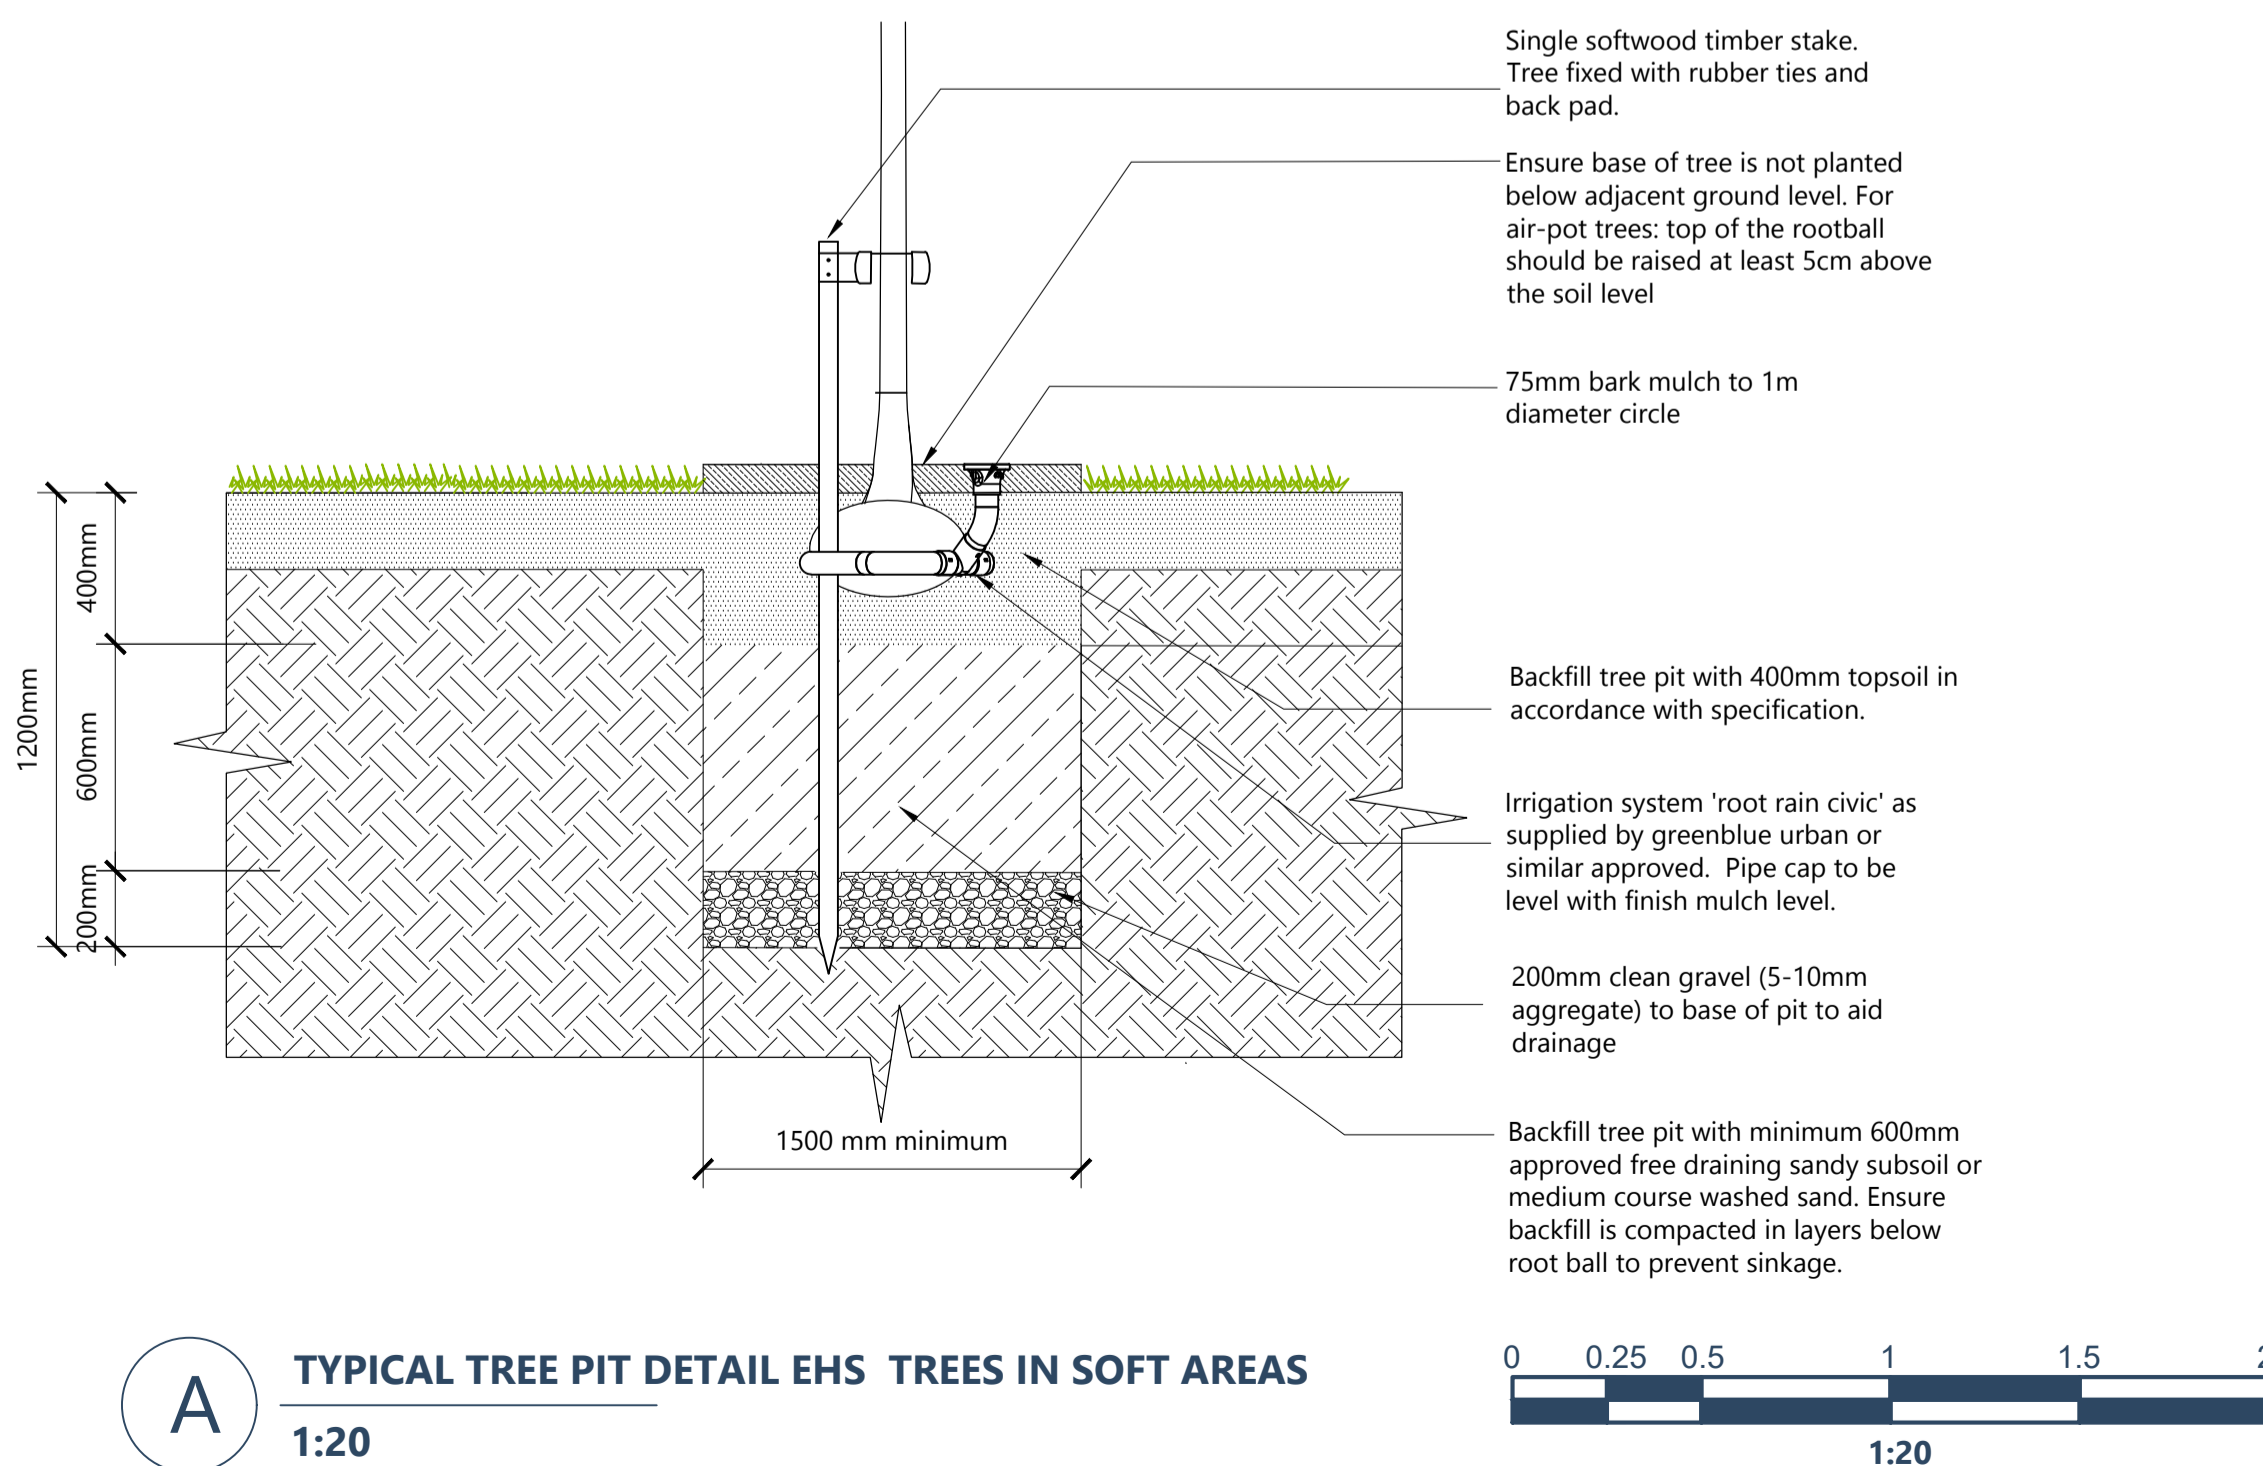 Single softwood timber stake.
Tree fixed with rubber ties and
back pad.
Ensure base of tree is not planted
below adjacent ground level. For
air-pot trees: top of the rootball
should be raised at least 5cm above
the soil level
75mm bark mulch to 1m
diameter circle
400mm
1200mm
600mm
200mm
Backfill tree pit with 400mm topsoil in
accordance with specification.
Irrigation system 'root rain civic' as
supplied by greenblue urban or
similar approved. Pipe cap to be
level with finish mulch level.
200mm clean gravel (5-10mm
aggregate) to base of pit to aid
drainage
1500 mm minimum
Backfill tree pit with minimum 600mm
approved free draining sandy subsoil or
medium course washed sand. Ensure
backfill is compacted in layers below
root ball to prevent sinkage.
A
TYPICAL TREE PIT DETAIL EHS TREES IN SOFT AREAS
1:20
0 0.25 0.5 1 1.5
1:20